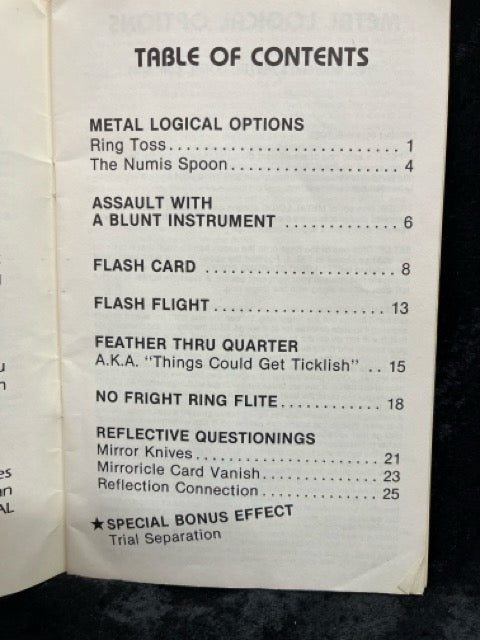 TABLE OF CONTENTS
METAL LOGICAL OPTIONS
Ring Toss.......................... 1
The Numis Spoon................... 4
ASSAULT WITH
A BLUNT INSTRUMENT ............ 6
FLASH CARD ...................... 8
FLASH FLIGHT .................... 13
FEATHER THRU QUARTER
A.K.A. "Things Could Get Ticklish" .. 15
NO FRIGHT RING FLITE............ 18
REFLECTIVE QUESTIONINGS
Mirror Knives...................... 21
Mirroricle Card Vanish.............. 23
Reflection Connection.............. 25
★SPECIAL BONUS EFFECT
Trial Separation